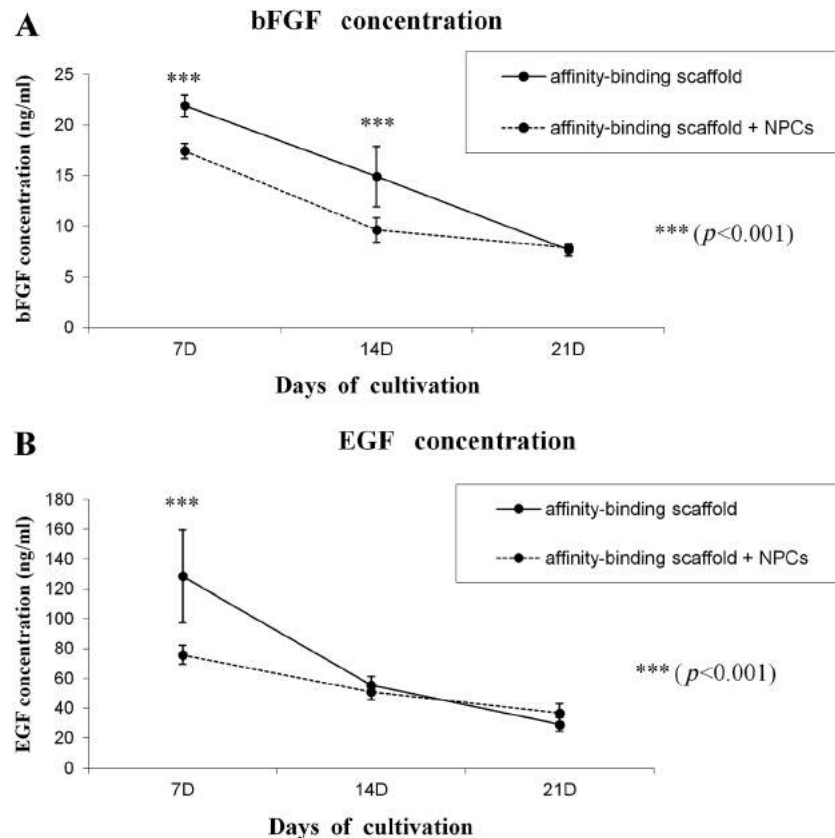 A
bFGF concentration
bFGF concentration (ng/ml)
25
20
15
10
5
0
***
***
affinity-binding scaffold
affinity-binding scaffold + NPCs
*** (p<0.001)
7D
14D
21D
Days of cultivation
B
EGF concentration
EGF concentration (ng/ml)
180
160
140
120
100
80
60
40
20
0
***
affinity-binding scaffold
affinity-binding scaffold + NPCs
*** ( p<0.001)
7D
14D
21D
Days of cultivation